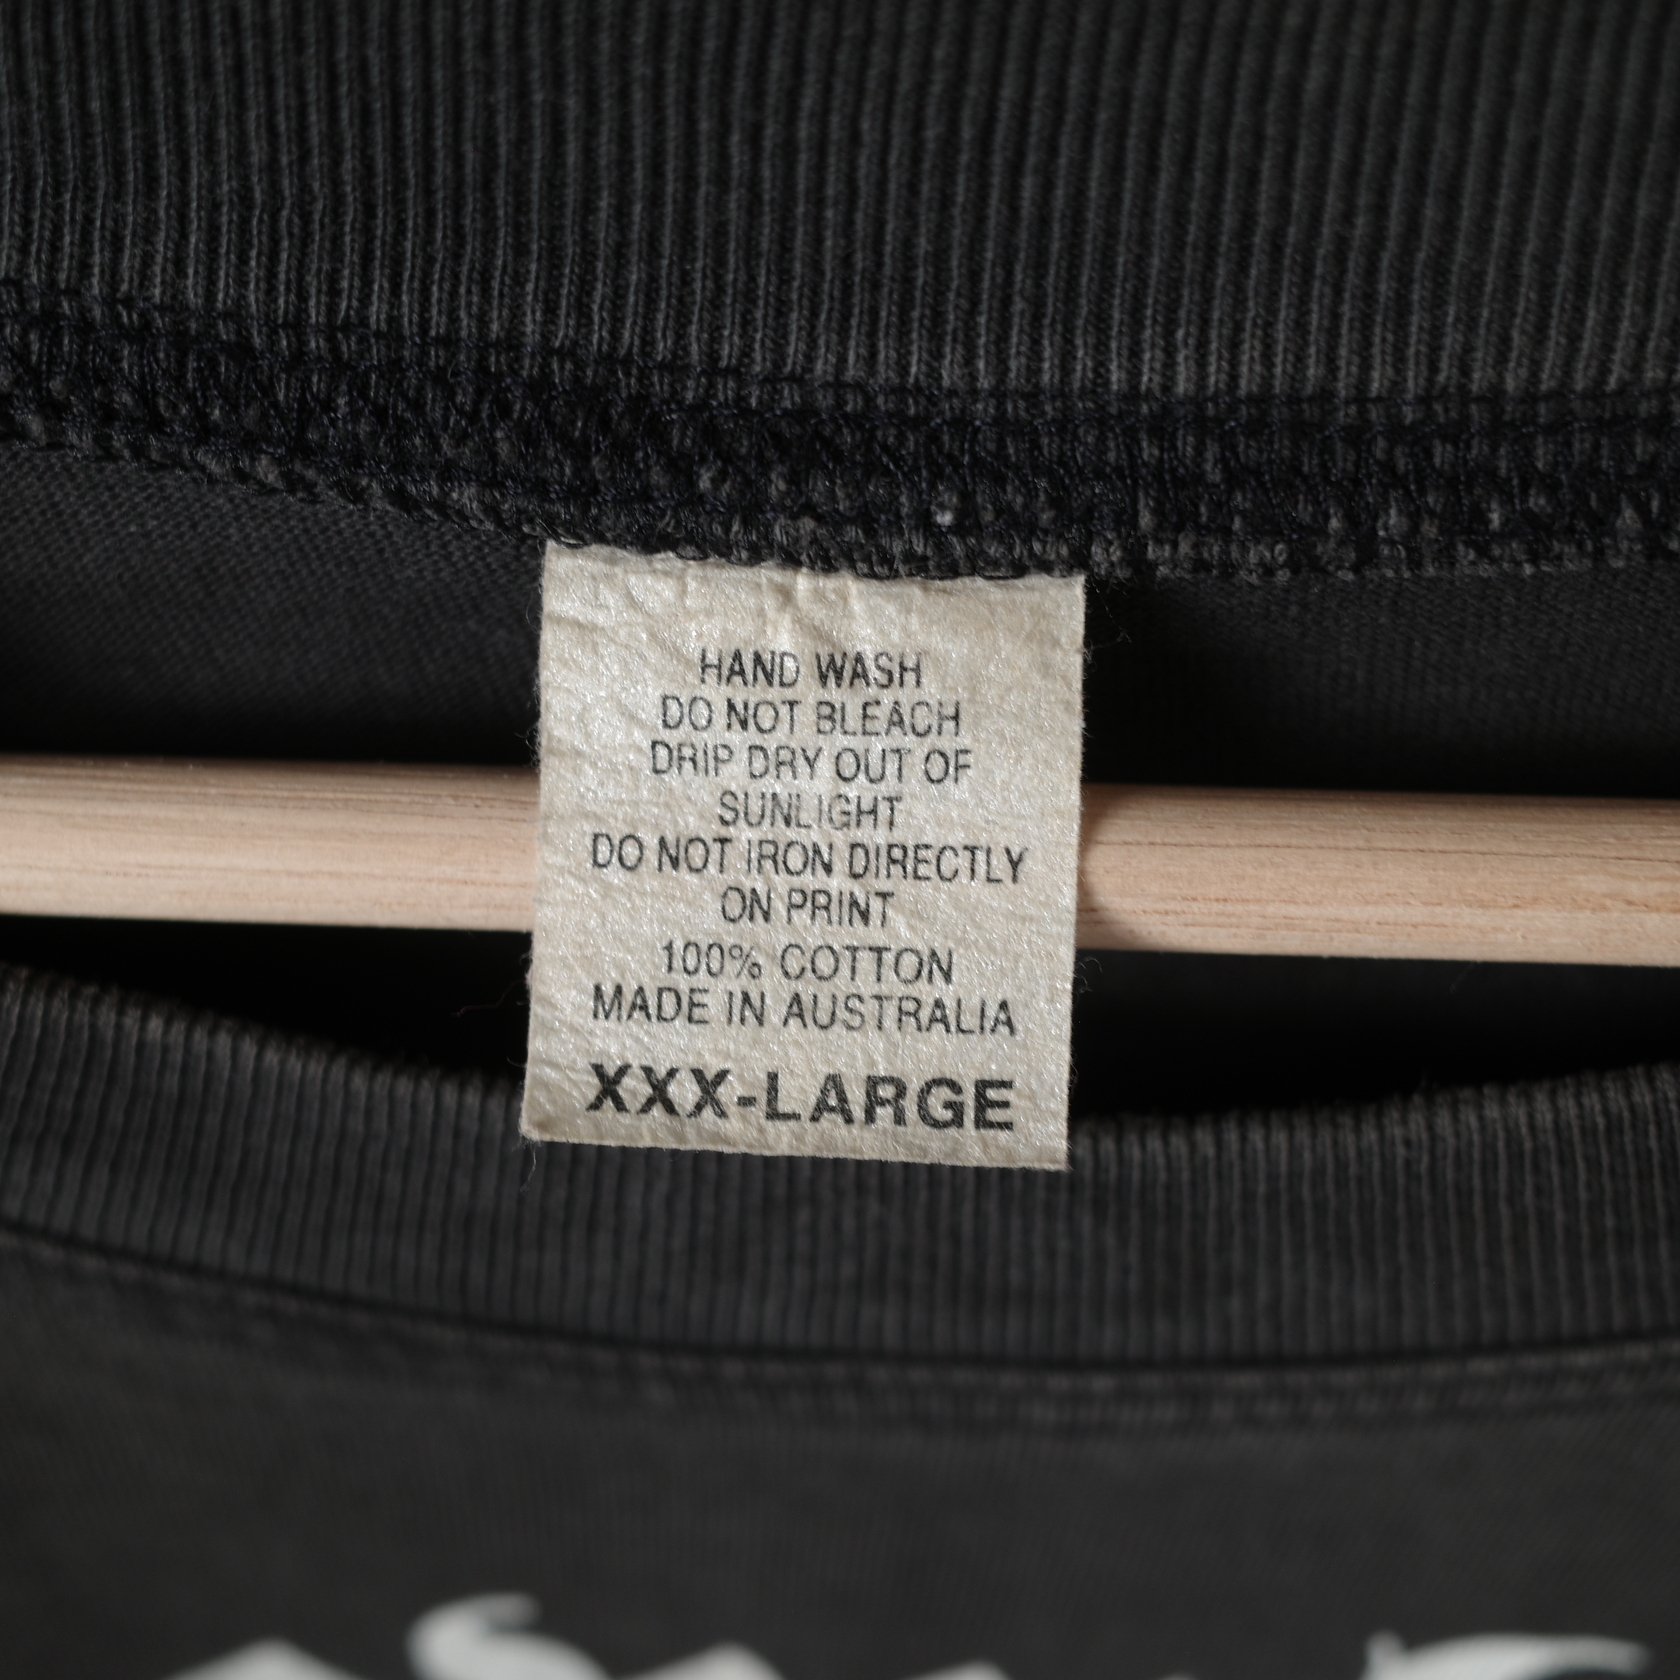 HAND WASH
DO NOT BLEACH
DRIP DRY OUT OF
SUNLIGHT
DO NOT IRON DIRECTLY
ON PRINT
100% COTTON
MADE IN AUSTRALIA
XXX-LARGE